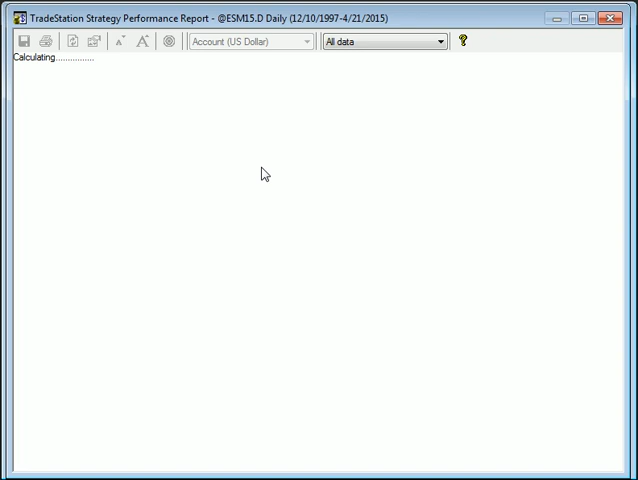 TradeStation Strategy Performance Report - @ESM15.D Daily (12/10/1997-4/21/2015)
A A Account (US Dollar) All data ?
Calculating................